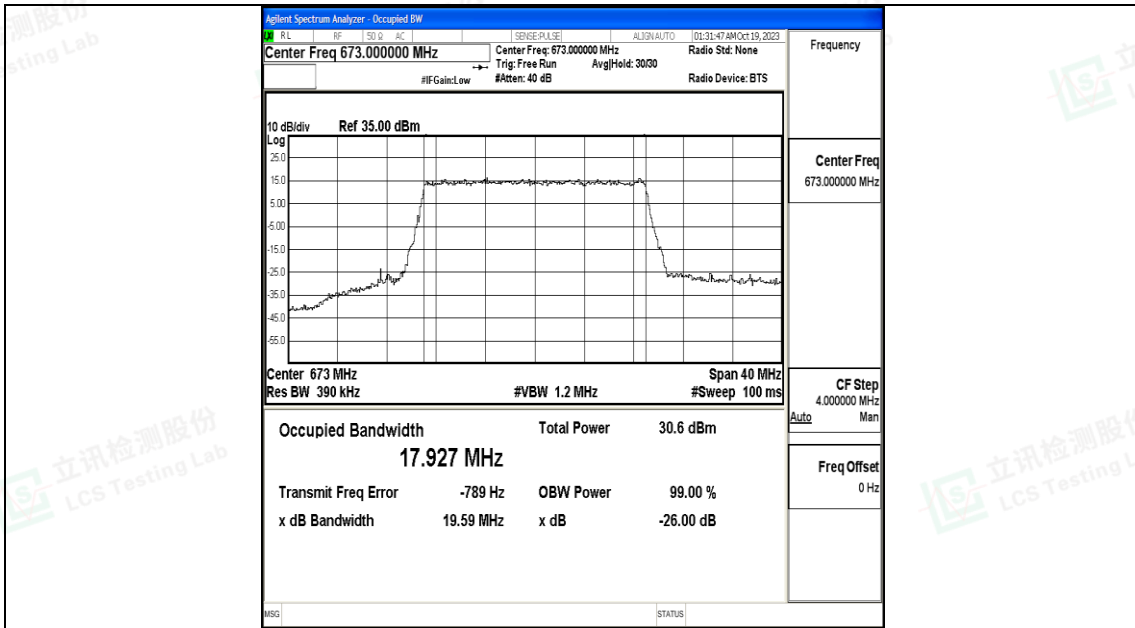 Agilent Spectrum Analyzer - Occupied BW
RL RF 50 Ω AC SENSE:PULSE ALIGN AUTO 01:31:47 AM Oct 19, 2023
Center Freq 673.000000 MHz
Center Freq: 673.000000 MHz
Radio Std: None
Trig: Free Run Avg|Hold: 30/30
#IFGain:Low
#Atten: 40 dB
Radio Device: BTS
10 dB/div Ref 35.00 dBm
Log
25.0
15.0
5.00
-5.00
-15.0
-25.0
-35.0
-45.0
-55.0
Center 673 MHz
Span 40 MHz
Res BW 390 kHz
#VBW 1.2 MHz
#Sweep 100 ms
Occupied Bandwidth
17.927 MHz
Total Power 30.6 dBm
Transmit Freq Error -789 Hz
OBW Power 99.00 %
x dB Bandwidth 19.59 MHz
x dB -26.00 dB
MSG
STATUS
Frequency
Center Freq
673.000000 MHz
CF Step
4.000000 MHz
Auto Man
Freq Offset
0 Hz
立讯检测股份
LCS Testing Lab
立讯检测股份
LCS Testing L
测股份
esting Lab
立